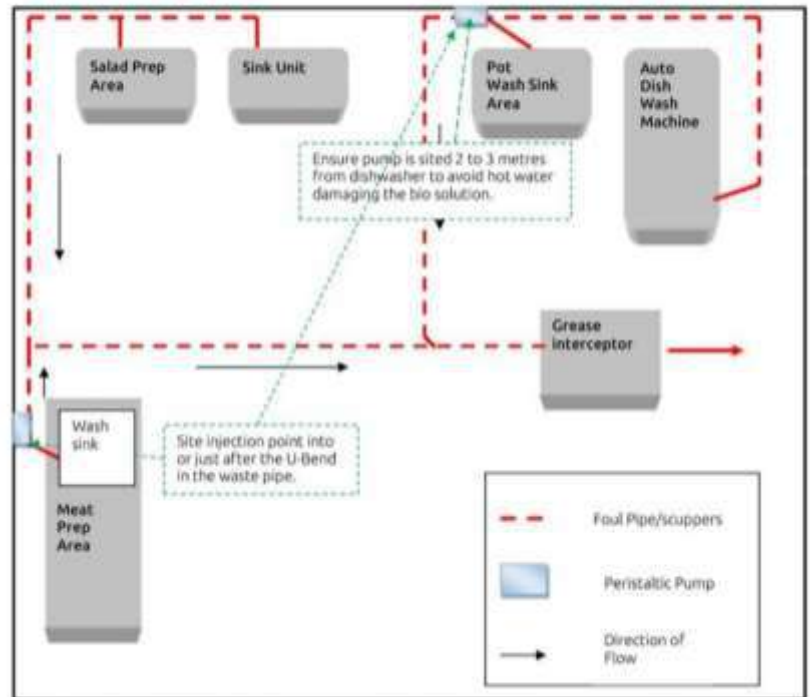 Salad Prep
Area
Sink Unit
Pot
Wash Sink
Area
Auto
Dish
Wash
Machine
Ensure pump is sited 2 to 3 metres
from dishwasher to avoid hot water
damaging the bio solution.
Grease
interceptor
Wash
sink
Site injection point into
or just after the U-Bend
in the waste pipe.
Meat
Prep
Area
Foul Pipe/scuppers
Peristaltic Pump
Direction of
Flow